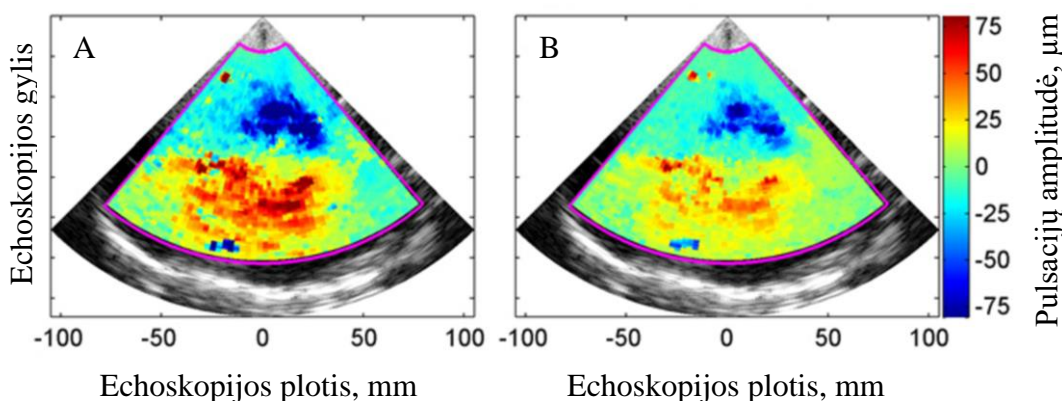 A
B
Echoskopijos gylis
-100 -50 0 50 100
-100 -50 0 50 100
Echoskopijos plotis, mm
Echoskopijos plotis, mm
75
50
25
0
-25
-50
-75
Pulsacijų amplitudė, μm